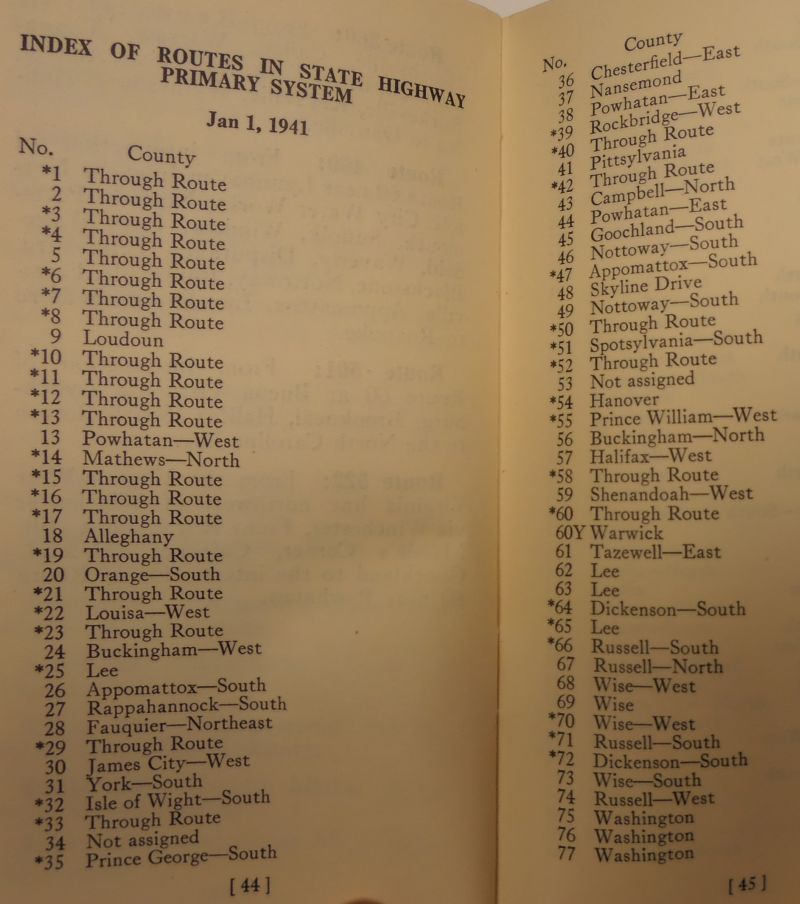 INDEX OF ROUTES IN STATE HIGHWAY
PRIMARY SYSTEM
Jan 1, 1941
No. County
*1 Through Route
2 Through Route
*3 Through Route
*4 Through Route
5 Through Route
*6 Through Route
*7 Through Route
*8 Through Route
9 Loudoun
*10 Through Route
*11 Through Route
*12 Through Route
*13 Through Route
13 Powhatan—West
*14 Mathews—North
*15 Through Route
*16 Through Route
*17 Through Route
18 Alleghany
*19 Through Route
20 Orange—South
*21 Through Route
*22 Louisa—West
*23 Through Route
24 Buckingham—West
*25 Lee
26 Appomattox—South
27 Rappahannock—South
28 Fauquier—Northeast
*29 Through Route
30 James City—West
31 York—South
*32 Isle of Wight—South
*33 Through Route
34 Not assigned
*35 Prince George—South
[ 44 ]
No. County
36 Chesterfield—East
37 Nansemond
38 Powhatan—East
*39 Rockbridge—West
*40 Through Route
41 Pittsylvania
*42 Through Route
43 Campbell—North
44 Powhatan—East
45 Goochland—South
46 Nottoway—South
*47 Appomattox—South
48 Skyline Drive
49 Nottoway—South
*50 Through Route
*51 Spotsylvania—South
*52 Through Route
53 Not assigned
*54 Hanover
*55 Prince William—West
56 Buckingham—North
57 Halifax—West
*58 Through Route
59 Shenandoah—West
*60 Through Route
60Y Warwick
61 Tazewell—East
62 Lee
63 Lee
*64 Dickenson—South
*65 Lee
*66 Russell—South
67 Russell—North
68 Wise—West
69 Wise
*70 Wise—West
*71 Russell—South
*72 Dickenson—South
73 Wise—South
74 Russell—West
75 Washington
76 Washington
77 Washington
[ 45 ]